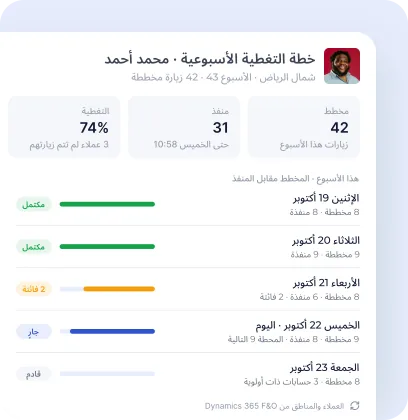 خطة التغطية الأسبوعية · محمد أحمد
شمال الرياض · الأسبوع 43 · 42 زيارة مخططة
مخطط
42
زيارات هذا الأسبوع
منفذ
31
حتى الخميس 10:58
التغطية
74%
3 عملاء لم تتم زيارتهم
هذا الأسبوع · المخطط مقابل المنفذ
الإثنين 19 أكتوبر
8 مخططة · 8 منفذة
مكتمل
الثلاثاء 20 أكتوبر
9 مخططة · 9 منفذة
مكتمل
الأربعاء 21 أكتوبر
8 مخططة · 6 منفذة · 2 فائتة
2 فائتة
الخميس 22 أكتوبر · اليوم
9 مخططة · 8 منفذة · المحطة 9 التالية
جارٍ
الجمعة 23 أكتوبر
8 مخططة · 3 حسابات ذات أولوية
قادم
العملاء والمناطق من Dynamics 365 F&O